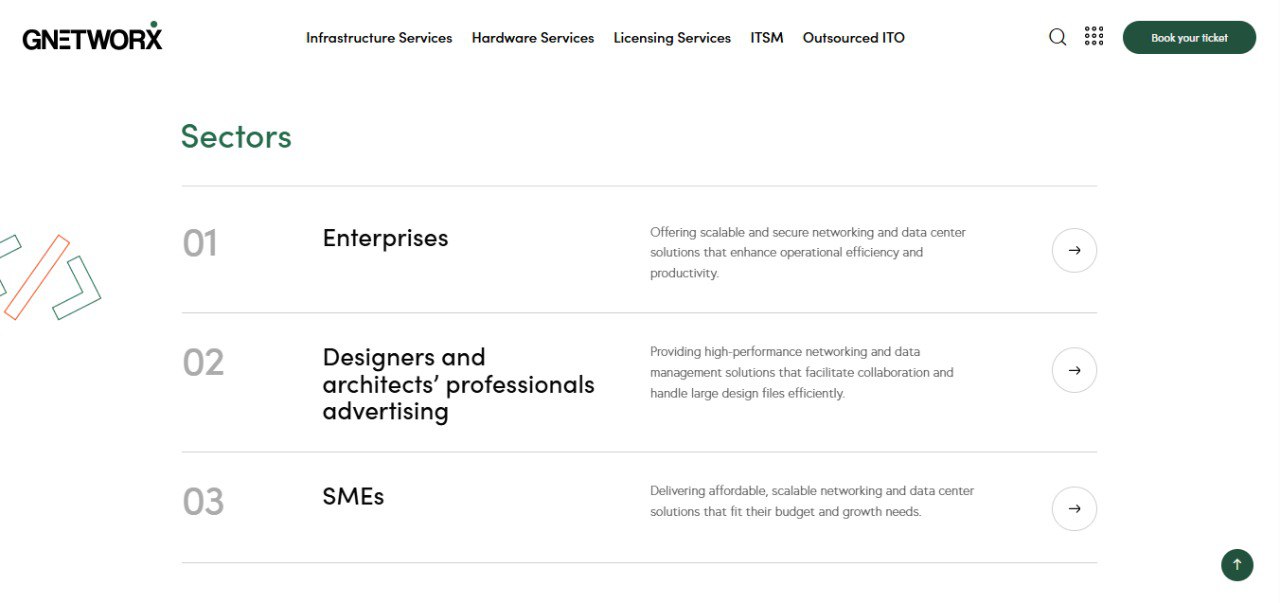 GNETWORX
Infrastructure Services
Hardware Services
Licensing Services
ITSM
Outsourced ITO
Book your ticket
Sectors
01
Enterprises
Offering scalable and secure networking and data center
solutions that enhance operational efficiency and
productivity.
02
Designers and
architects’ professionals
advertising
Providing high-performance networking and data
management solutions that facilitate collaboration and
handle large design files efficiently.
03
SMEs
Delivering affordable, scalable networking and data center
solutions that fit their budget and growth needs.